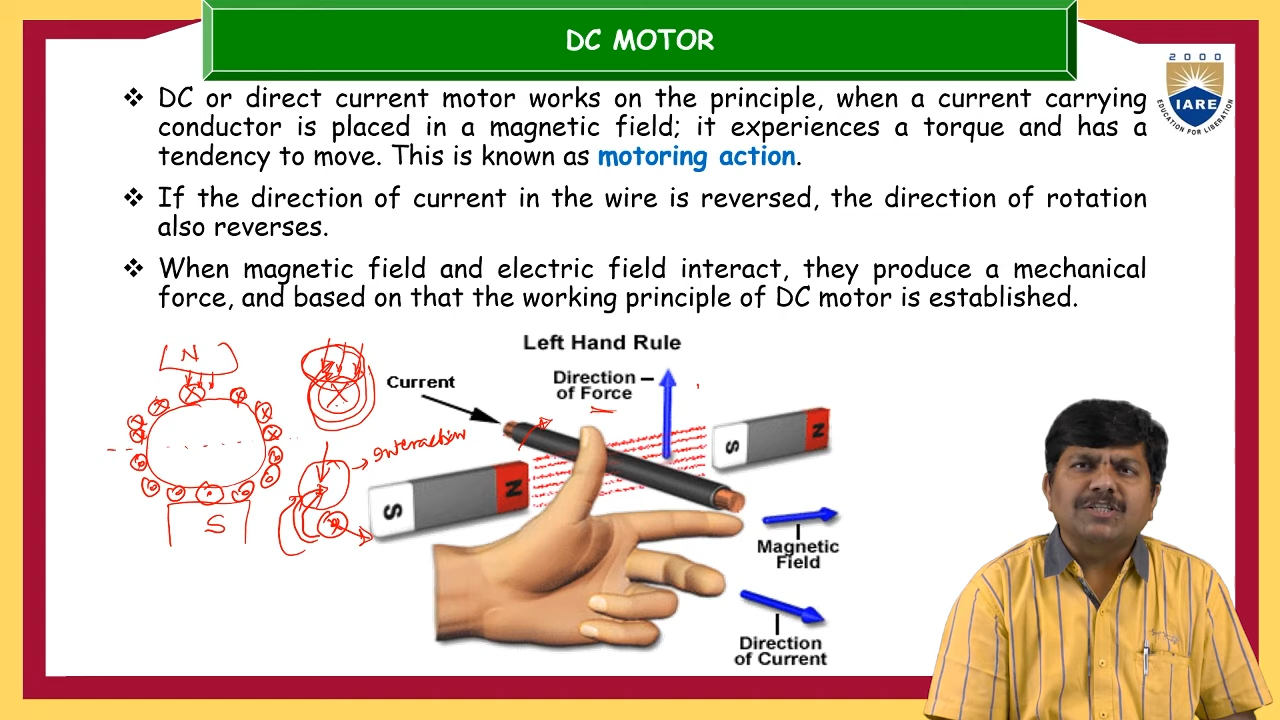 DC MOTOR
2000
IARE
EDUCATION FOR LIBERATION
❖ DC or direct current motor works on the principle, when a current carrying
conductor is placed in a magnetic field; it experiences a torque and has a
tendency to move. This is known as motoring action.
❖ If the direction of current in the wire is reversed, the direction of rotation
also reverses.
❖ When magnetic field and electric field interact, they produce a mechanical
force, and based on that the working principle of DC motor is established.
Left Hand Rule
N
Current
Direction
of Force
interaction
S
N
S
N
S
Magnetic
Field
Direction
of Current